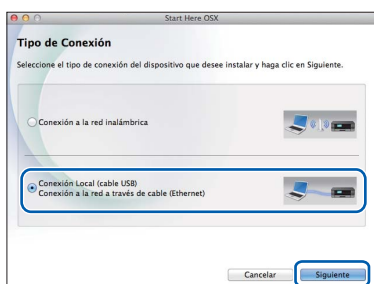 Start Here OSX
Tipo de Conexión
Seleccione el tipo de conexión del dispositivo que desee instalar y haga clic en Siguiente.
Conexión a la red inalámbrica
Conexión Local (cable USB)
Conexión a la red a través de cable (Ethernet)
Cancelar
Siguiente